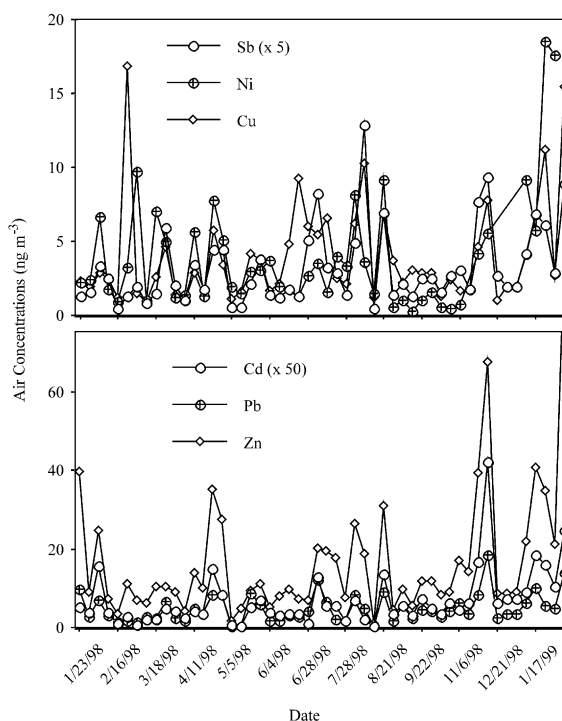 20
15
10
5
0
Sb (x 5)
Ni
Cu
Air Concentrations (ng m-3)
60
40
20
0
Cd (x 50)
Pb
Zn
1/23/98
2/16/98
3/18/98
4/11/98
5/5/98
6/4/98
6/28/98
7/28/98
8/21/98
9/22/98
11/6/98
12/21/98
1/17/99
Date